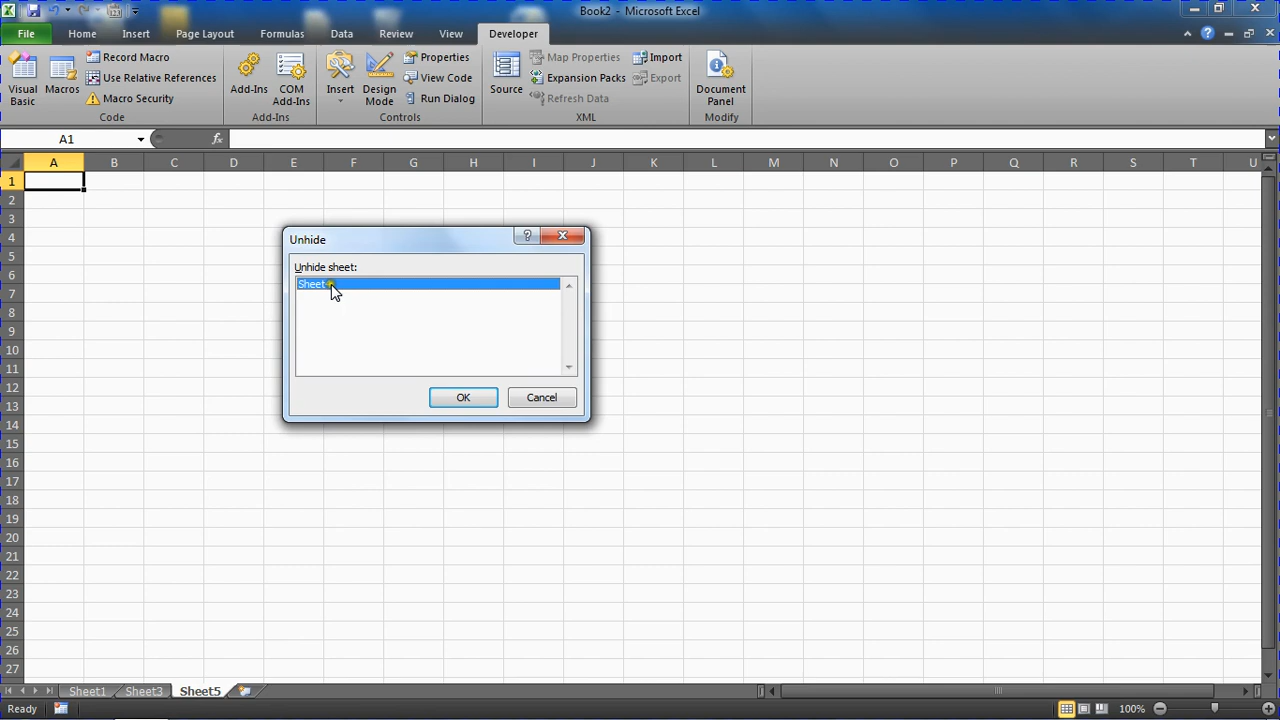 Book2 - Microsoft Excel
File Home Insert Page Layout Formulas Data Review View Developer
Visual Basic
Macros
Record Macro
Use Relative References
Macro Security
Code
Add-Ins
COM Add-Ins
Add-Ins
Insert
Design Mode
Properties
View Code
Run Dialog
Controls
Source
Map Properties
Expansion Packs
Refresh Data
Import
Export
XML
Document Panel
Modify
A1 fx
A B C D E F G H I J K L M N O P Q R S T U
1
2
3
4
5
6
7
8
9
10
11
12
13
14
15
16
17
18
19
20
21
22
23
24
25
26
27
Unhide
Unhide sheet:
OK Cancel
Sheet1 Sheet3 Sheet5
Ready 100%